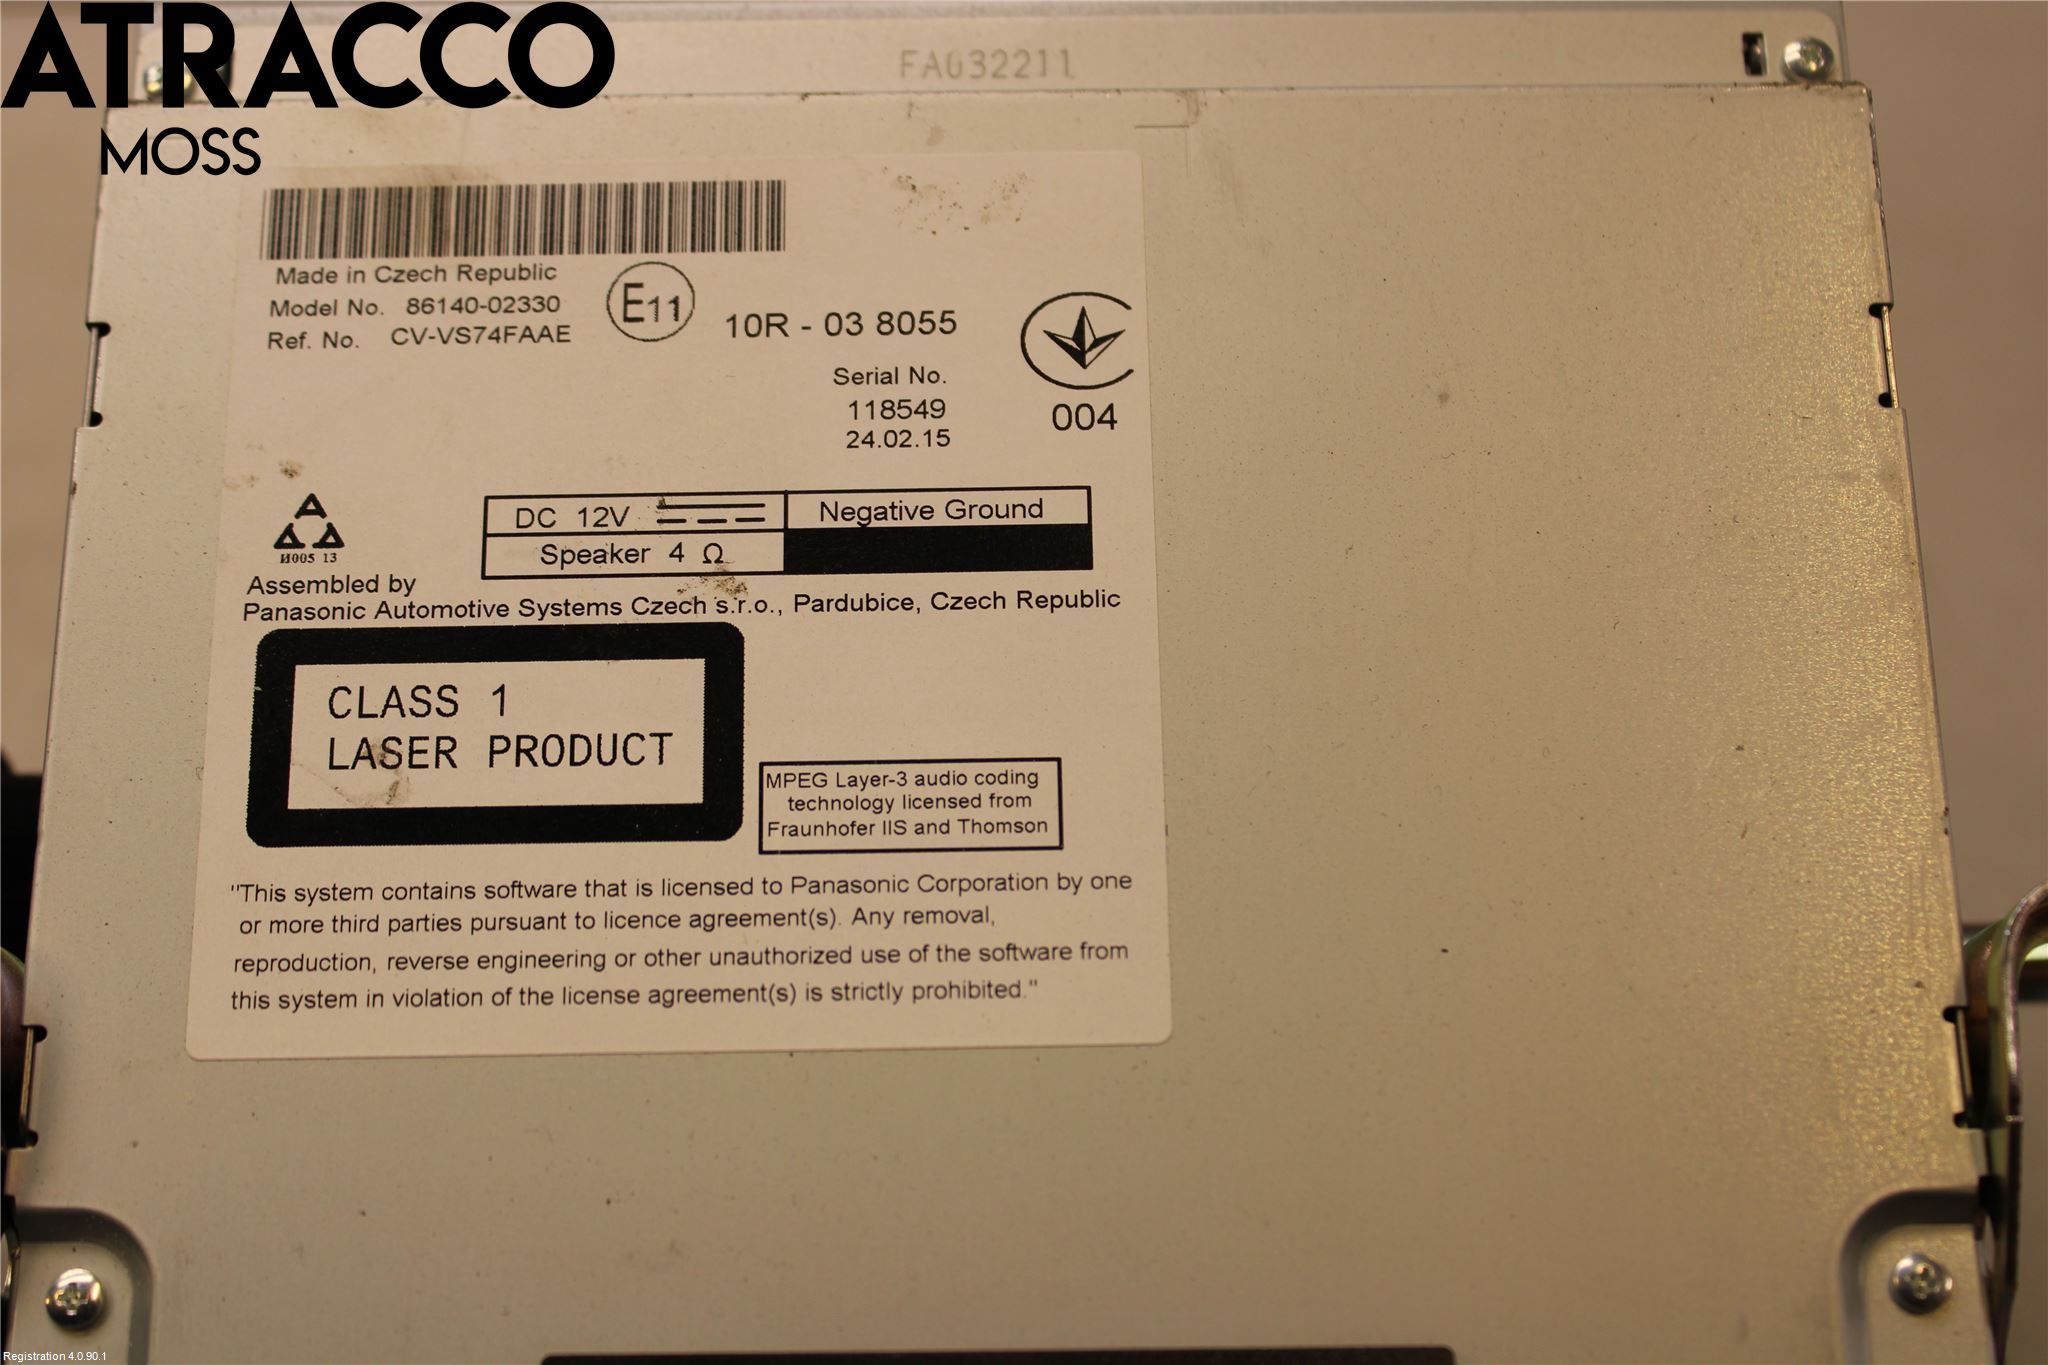 ATRACCO
MOSS
FA032211
Made in Czech Republic
Model No. 86140-02330
Ref. No. CV-VS74FAAE
E11
10R - 03 8055
Serial No.
118549
24.02.15
004
И005 13
DC 12V
Negative Ground
Speaker 4 Ω
Assembled by
Panasonic Automotive Systems Czech s.r.o., Pardubice, Czech Republic
CLASS 1
LASER PRODUCT
MPEG Layer-3 audio coding
technology licensed from
Fraunhofer IIS and Thomson
"This system contains software that is licensed to Panasonic Corporation by one
or more third parties pursuant to licence agreement(s). Any removal,
reproduction, reverse engineering or other unauthorized use of the software from
this system in violation of the license agreement(s) is strictly prohibited."
Registration 4.0.90.1